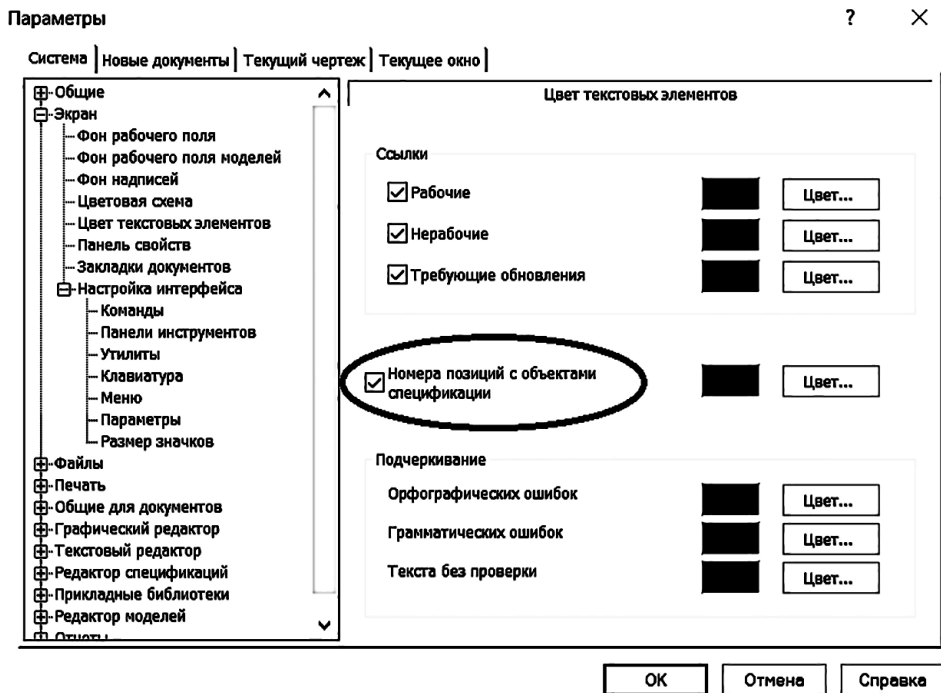 Параметры
?
Система
Новые документы
Текущий чертеж
Текущее окно
Общие
Экран
Фон рабочего поля
Фон рабочего поля моделей
Фон надписей
Цветовая схема
Цвет текстовых элементов
Панель свойств
Закладки документов
Настройка интерфейса
Команды
Панели инструментов
Утилиты
Клавиатура
Меню
Параметры
Размер значков
Файлы
Печать
Общие для документов
Графический редактор
Текстовый редактор
Редактор спецификаций
Прикладные библиотеки
Редактор моделей
Отчеты
Цвет текстовых элементов
Ссылки
Рабочие
Цвет...
Нерабочие
Цвет...
Требующие обновления
Цвет...
Номера позиций с объектами
спецификации
Цвет...
Подчеркивание
Орфографических ошибок
Цвет...
Грамматических ошибок
Цвет...
Текста без проверки
Цвет...
OK
Отмена
Справка